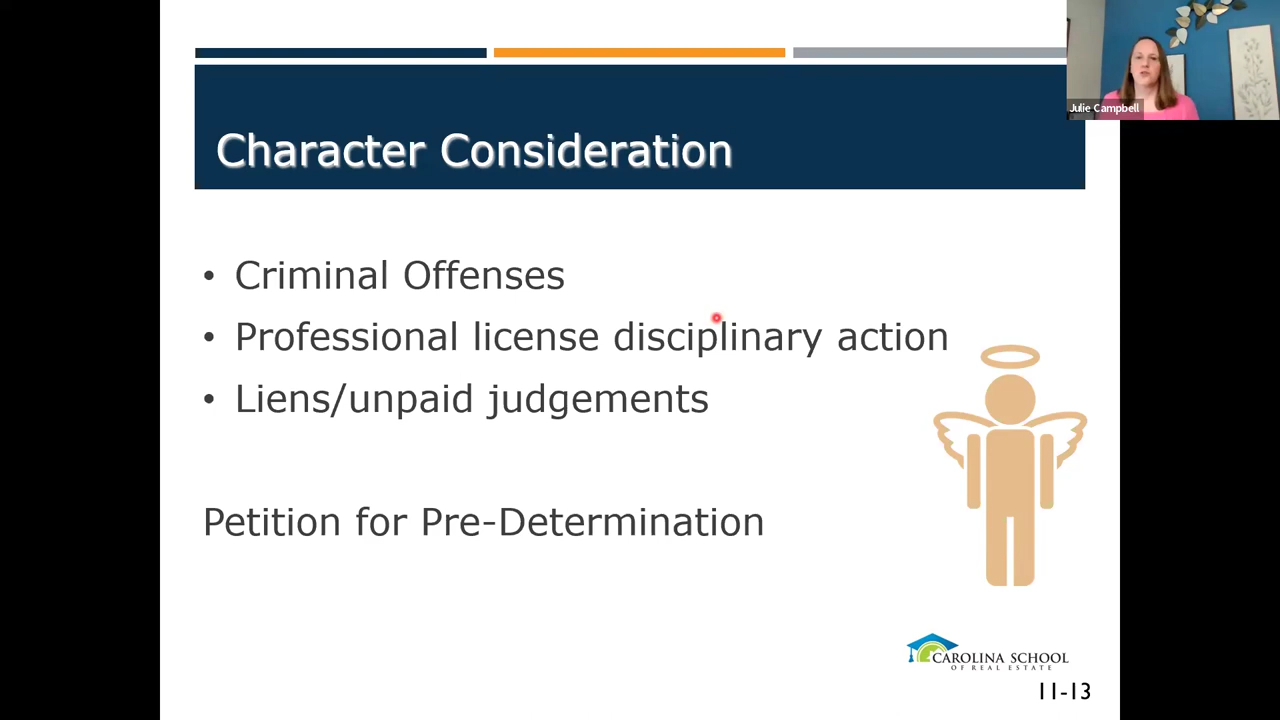 Julie Campbell
Character Consideration
• Criminal Offenses
• Professional license disciplinary action
• Liens/unpaid judgements
Petition for Pre-Determination
CAROLINA SCHOOL
OF REAL ESTATE
11-13